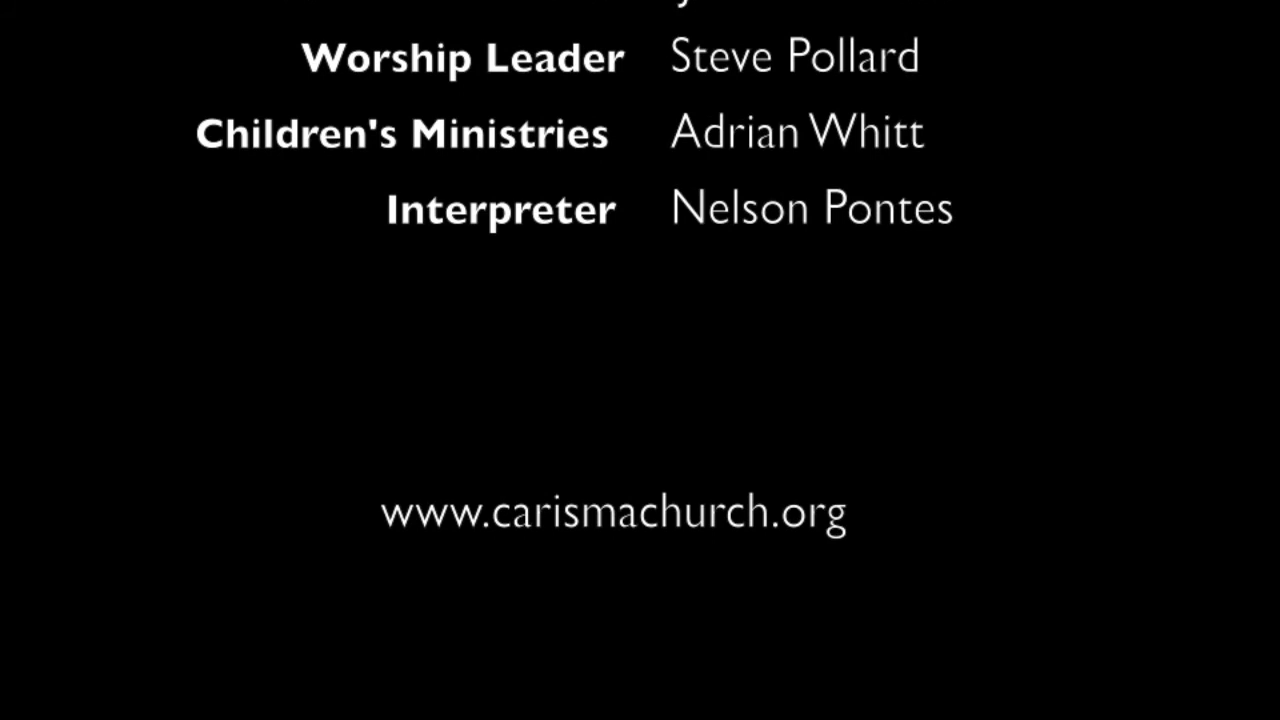 Worship Leader Steve Pollard
Children's Ministries Adrian Whitt
Interpreter Nelson Pontes
www.carismachurch.org